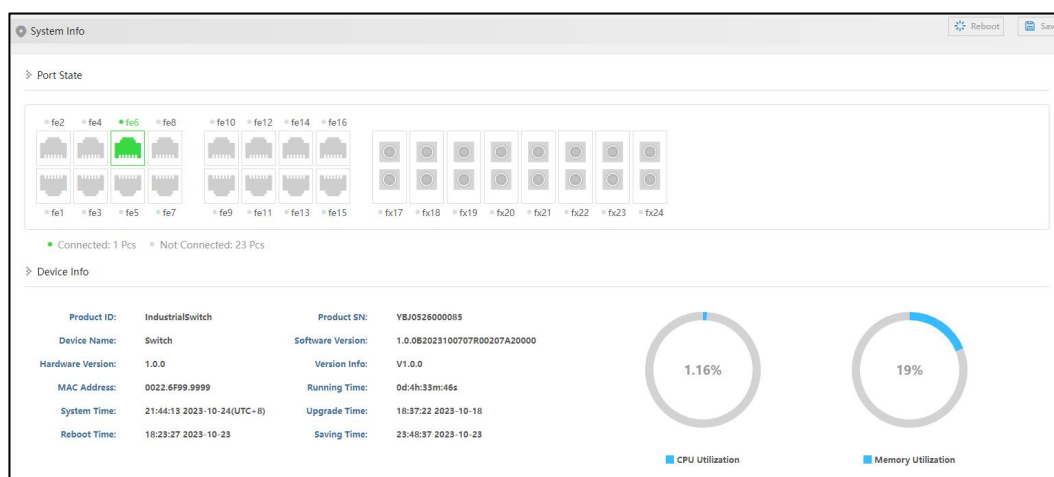 System Info
Reboot
Sav
Port State
fe2 fe4 fe6 fe8 fe10 fe12 fe14 fe16
fe1 fe3 fe5 fe7 fe9 fe11 fe13 fe15 fx17 fx18 fx19 fx20 fx21 fx22 fx23 fx24
Connected: 1 Pcs Not Connected: 23 Pcs
Device Info
Product ID: IndustrialSwitch Product SN: YBJ0526000085
Device Name: Switch Software Version: 1.0.0B2023100707R00207A20000
Hardware Version: 1.0.0 Version Info: V1.0.0
MAC Address: 0022.6F99.9999 Running Time: 0d:4h:33m:46s
System Time: 21:44:13 2023-10-24(UTC+8) Upgrade Time: 18:37:22 2023-10-18
Reboot Time: 18:23:27 2023-10-23 Saving Time: 23:48:37 2023-10-23
1.16%
CPU Utilization
19%
Memory Utilization